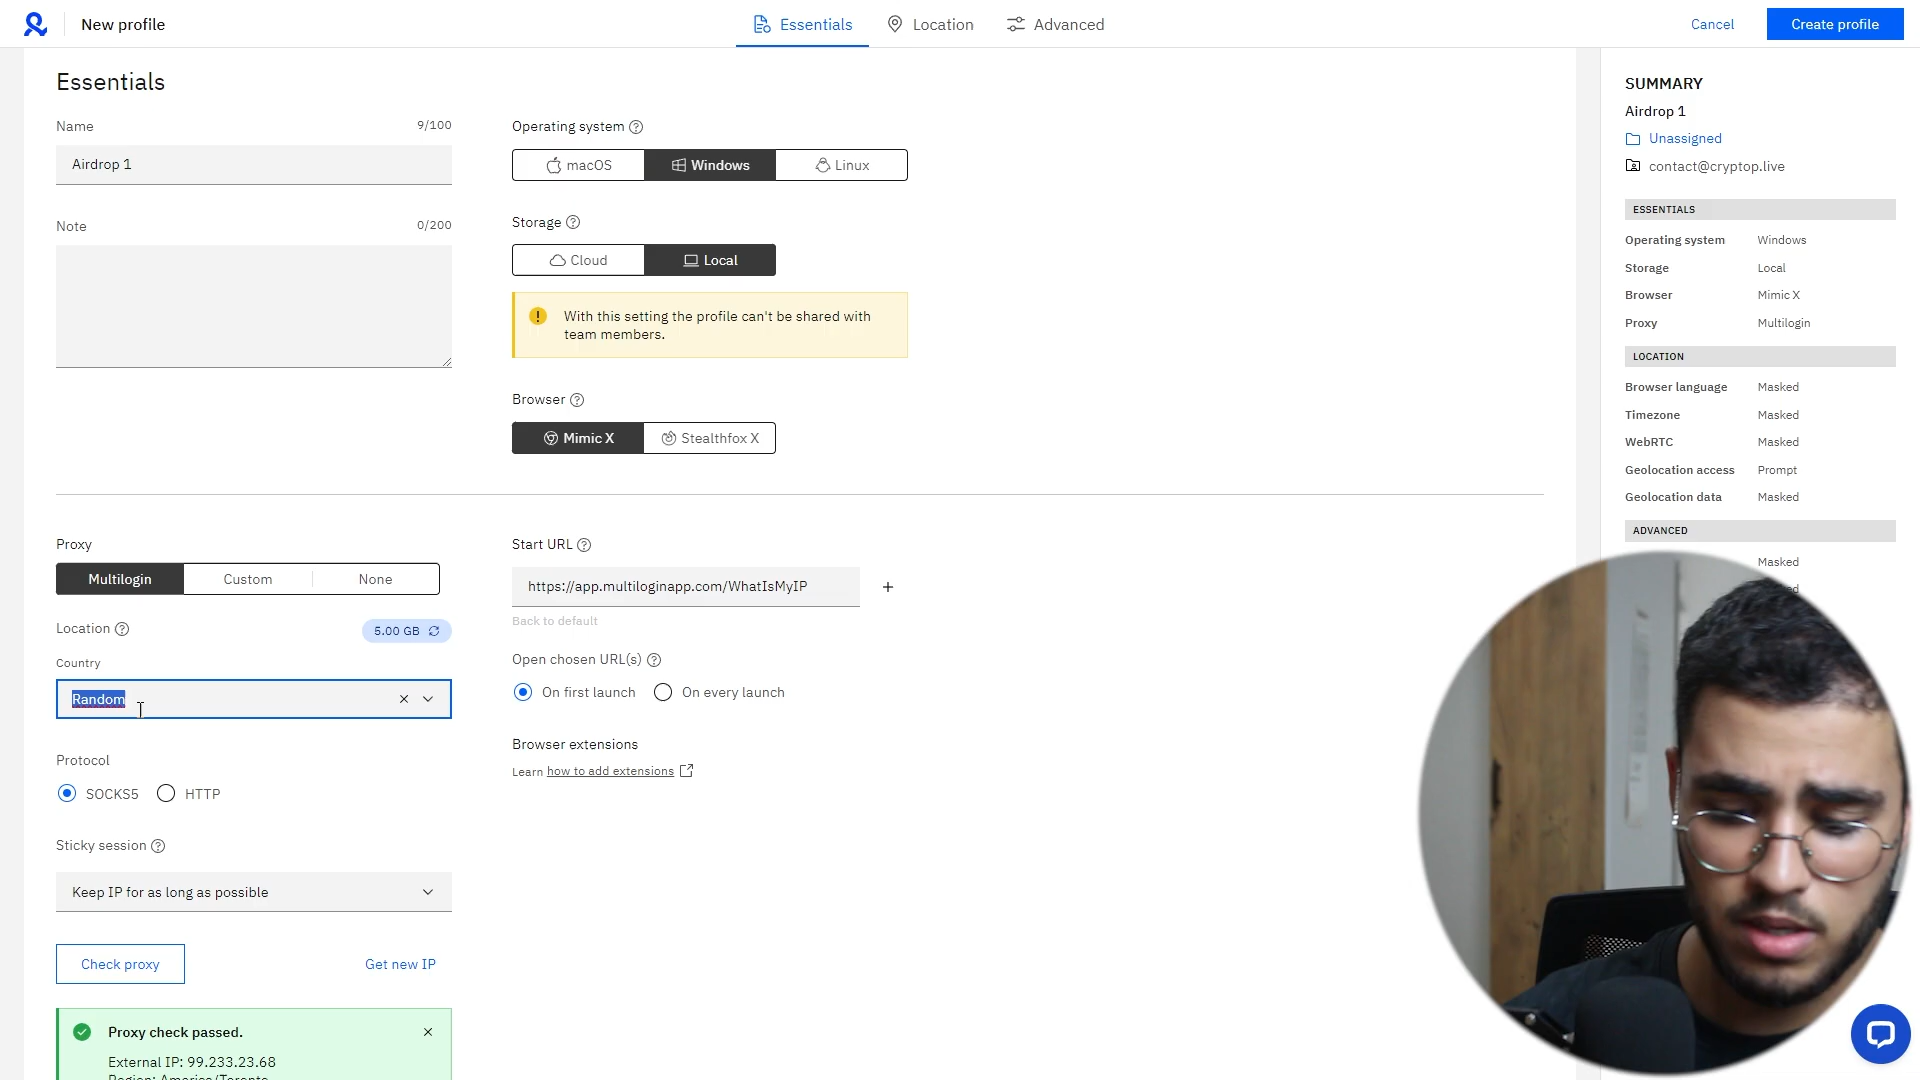 New profile
Essentials
Location
Advanced
Cancel
Create profile
Essentials
Name
9/100
Airdrop 1
Note
0/200
Operating system
macOS
Windows
Linux
Storage
Cloud
Local
With this setting the profile can't be shared with
team members.
Browser
Mimic X
Stealthfox X
Proxy
Multilogin
Custom
None
Location
5.00 GB
Country
Random
Protocol
SOCKS5
HTTP
Sticky session
Keep IP for as long as possible
Check proxy
Get new IP
Proxy check passed.
External IP: 99.233.23.68
Region: America/Toronto
Start URL
https://app.multiloginapp.com/WhatIsMyIP
Back to default
Open chosen URL(s)
On first launch
On every launch
Browser extensions
Learn how to add extensions
SUMMARY
Airdrop 1
Unassigned
contact@cryptop.live
ESSENTIALS
Operating system Windows
Storage Local
Browser Mimic X
Proxy Multilogin
LOCATION
Browser language Masked
Timezone Masked
WebRTC Masked
Geolocation access Prompt
Geolocation data Masked
ADVANCED
Masked